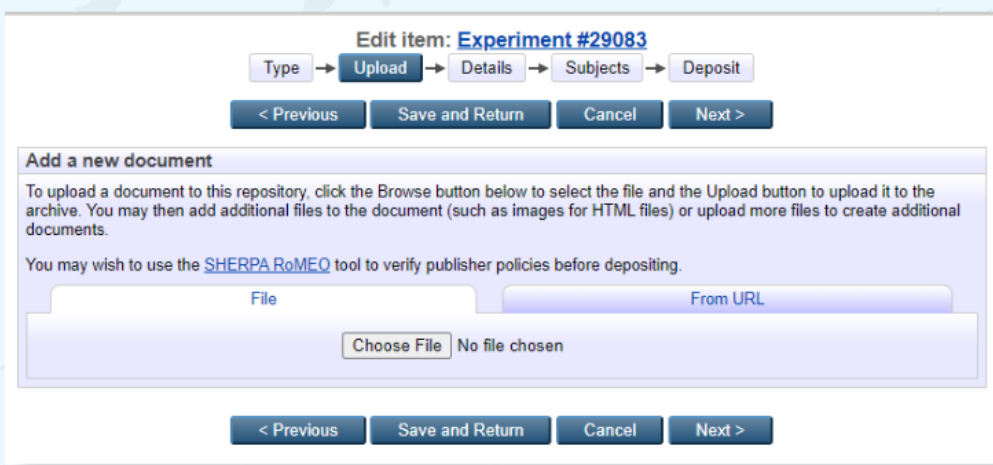 Edit item: Experiment #29083
Type → Upload → Details → Subjects → Deposit
< Previous Save and Return Cancel Next >
Add a new document
To upload a document to this repository, click the Browse button below to select the file and the Upload button to upload it to the
archive. You may then add additional files to the document (such as images for HTML files) or upload more files to create additional
documents.
You may wish to use the SHERPA RoMEO tool to verify publisher policies before depositing.
File From URL
Choose File No file chosen
< Previous Save and Return Cancel Next >